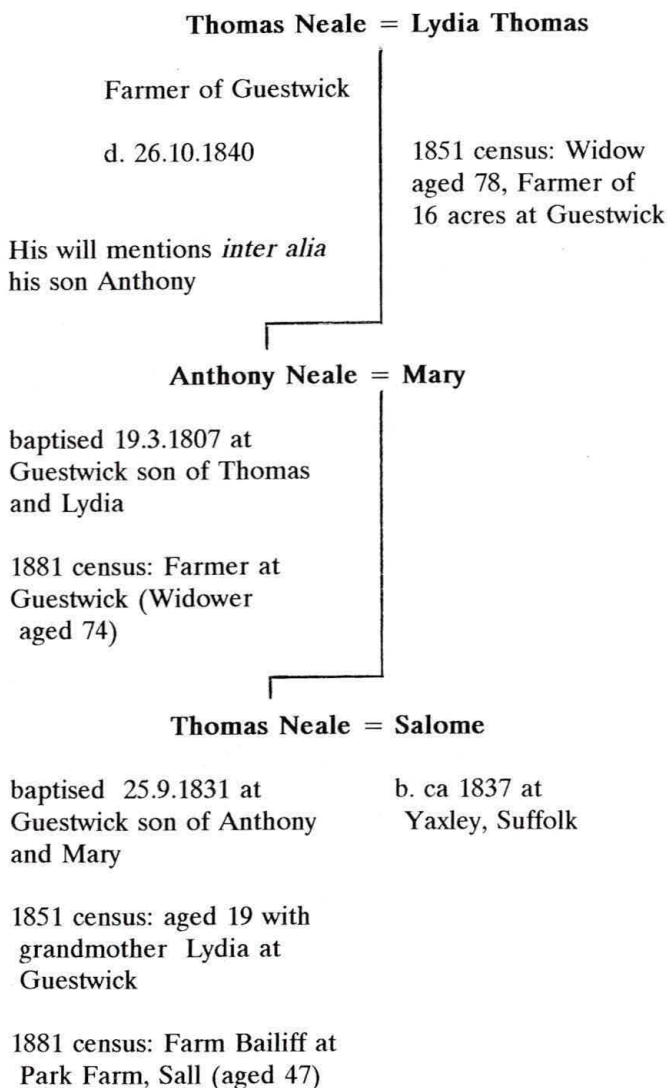 Thomas Neale = Lydia Thomas
Farmer of Guestwick
d. 26.10.1840
1851 census: Widow
aged 78, Farmer of
16 acres at Guestwick
His will mentions inter alia
his son Anthony
Anthony Neale = Mary
baptised 19.3.1807 at
Guestwick son of Thomas
and Lydia
1881 census: Farmer at
Guestwick (Widower
aged 74)
Thomas Neale = Salome
baptised 25.9.1831 at
Guestwick son of Anthony
and Mary
b. ca 1837 at
Yaxley, Suffolk
1851 census: aged 19 with
grandmother Lydia at
Guestwick
1881 census: Farm Bailiff at
Park Farm, Sall (aged 47)